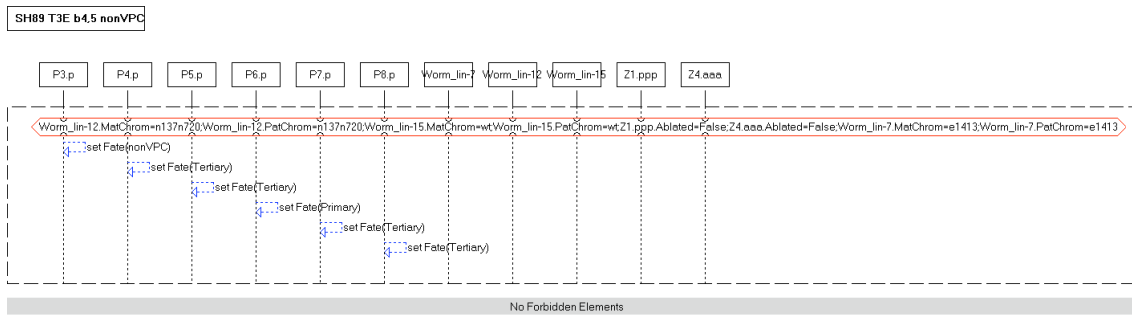 SH89 T3E b4,5 nonVPC
P3.p P4.p P5.p P6.p P7.p P8.p Worm_lin-7 Worm_lin-12 Worm_lin-15 Z1.ppp Z4.aaa
Worm_lin-12.MatChrom=n137n720;Worm_lin-12.PatChrom=n137n720;Worm_lin-15.MatChrom=wt;Worm_lin-15.PatChrom=wt;Z1.ppp.Ablated=False;Z4.aaa.Ablated=False;Worm_lin-7.MatChrom=e1413;Worm_lin-7.PatChrom=e1413
set Fate(nonVPC)
set Fate(Tertiary)
set Fate(Tertiary)
set Fate(Primary)
set Fate(Tertiary)
set Fate(Tertiary)
No Forbidden Elements